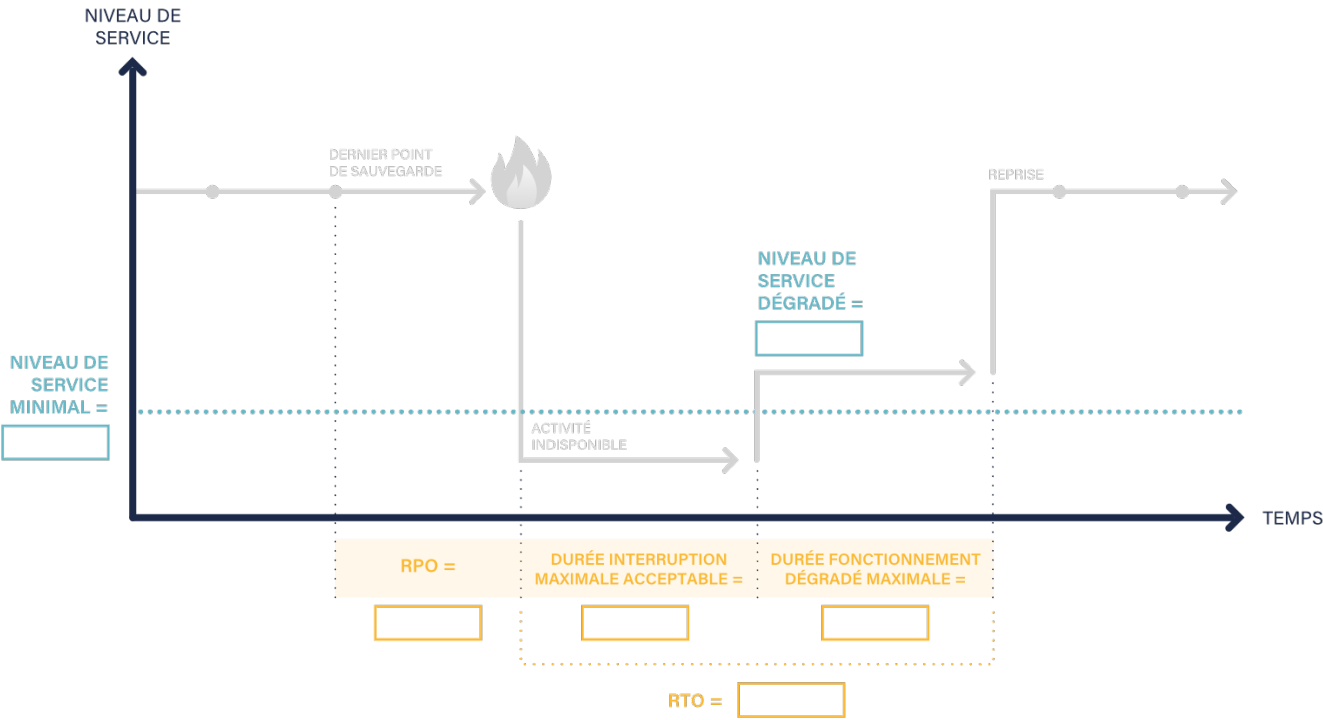 NIVEAU DE
SERVICE
DERNIER POINT
DE SAUVEGARDE
REPRISE
NIVEAU DE
SERVICE
DÉGRADÉ =
NIVEAU DE
SERVICE
MINIMAL =
ACTIVITÉ
INDISPONIBLE
TEMPS
RPO =
DURÉE INTERRUPTION
MAXIMALE ACCEPTABLE =
DURÉE FONCTIONNEMENT
DÉGRADÉ MAXIMALE =
RTO =